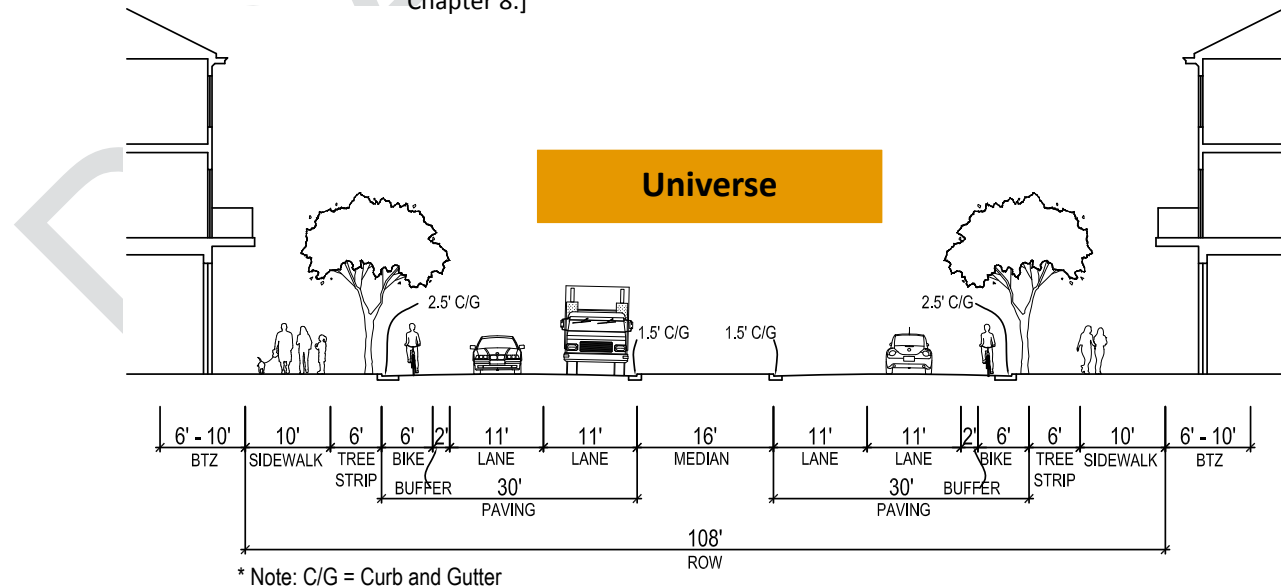 Chapter 8.]
Universe
2.5' C/G
2.5' C/G
1.5' C/G
1.5' C/G
6' - 10'
10'
6'
6'
2'
11'
11'
16'
11'
11'
2'
6'
6'
10'
6' - 10'
BTZ
SIDEWALK
TREE
STRIP
BIKE
LANE
LANE
MEDIAN
LANE
LANE
BIKE
TREE
STRIP
SIDEWALK
BTZ
BUFFER
30'
PAVING
30'
PAVING
BUFFER
108'
ROW
* Note: C/G = Curb and Gutter